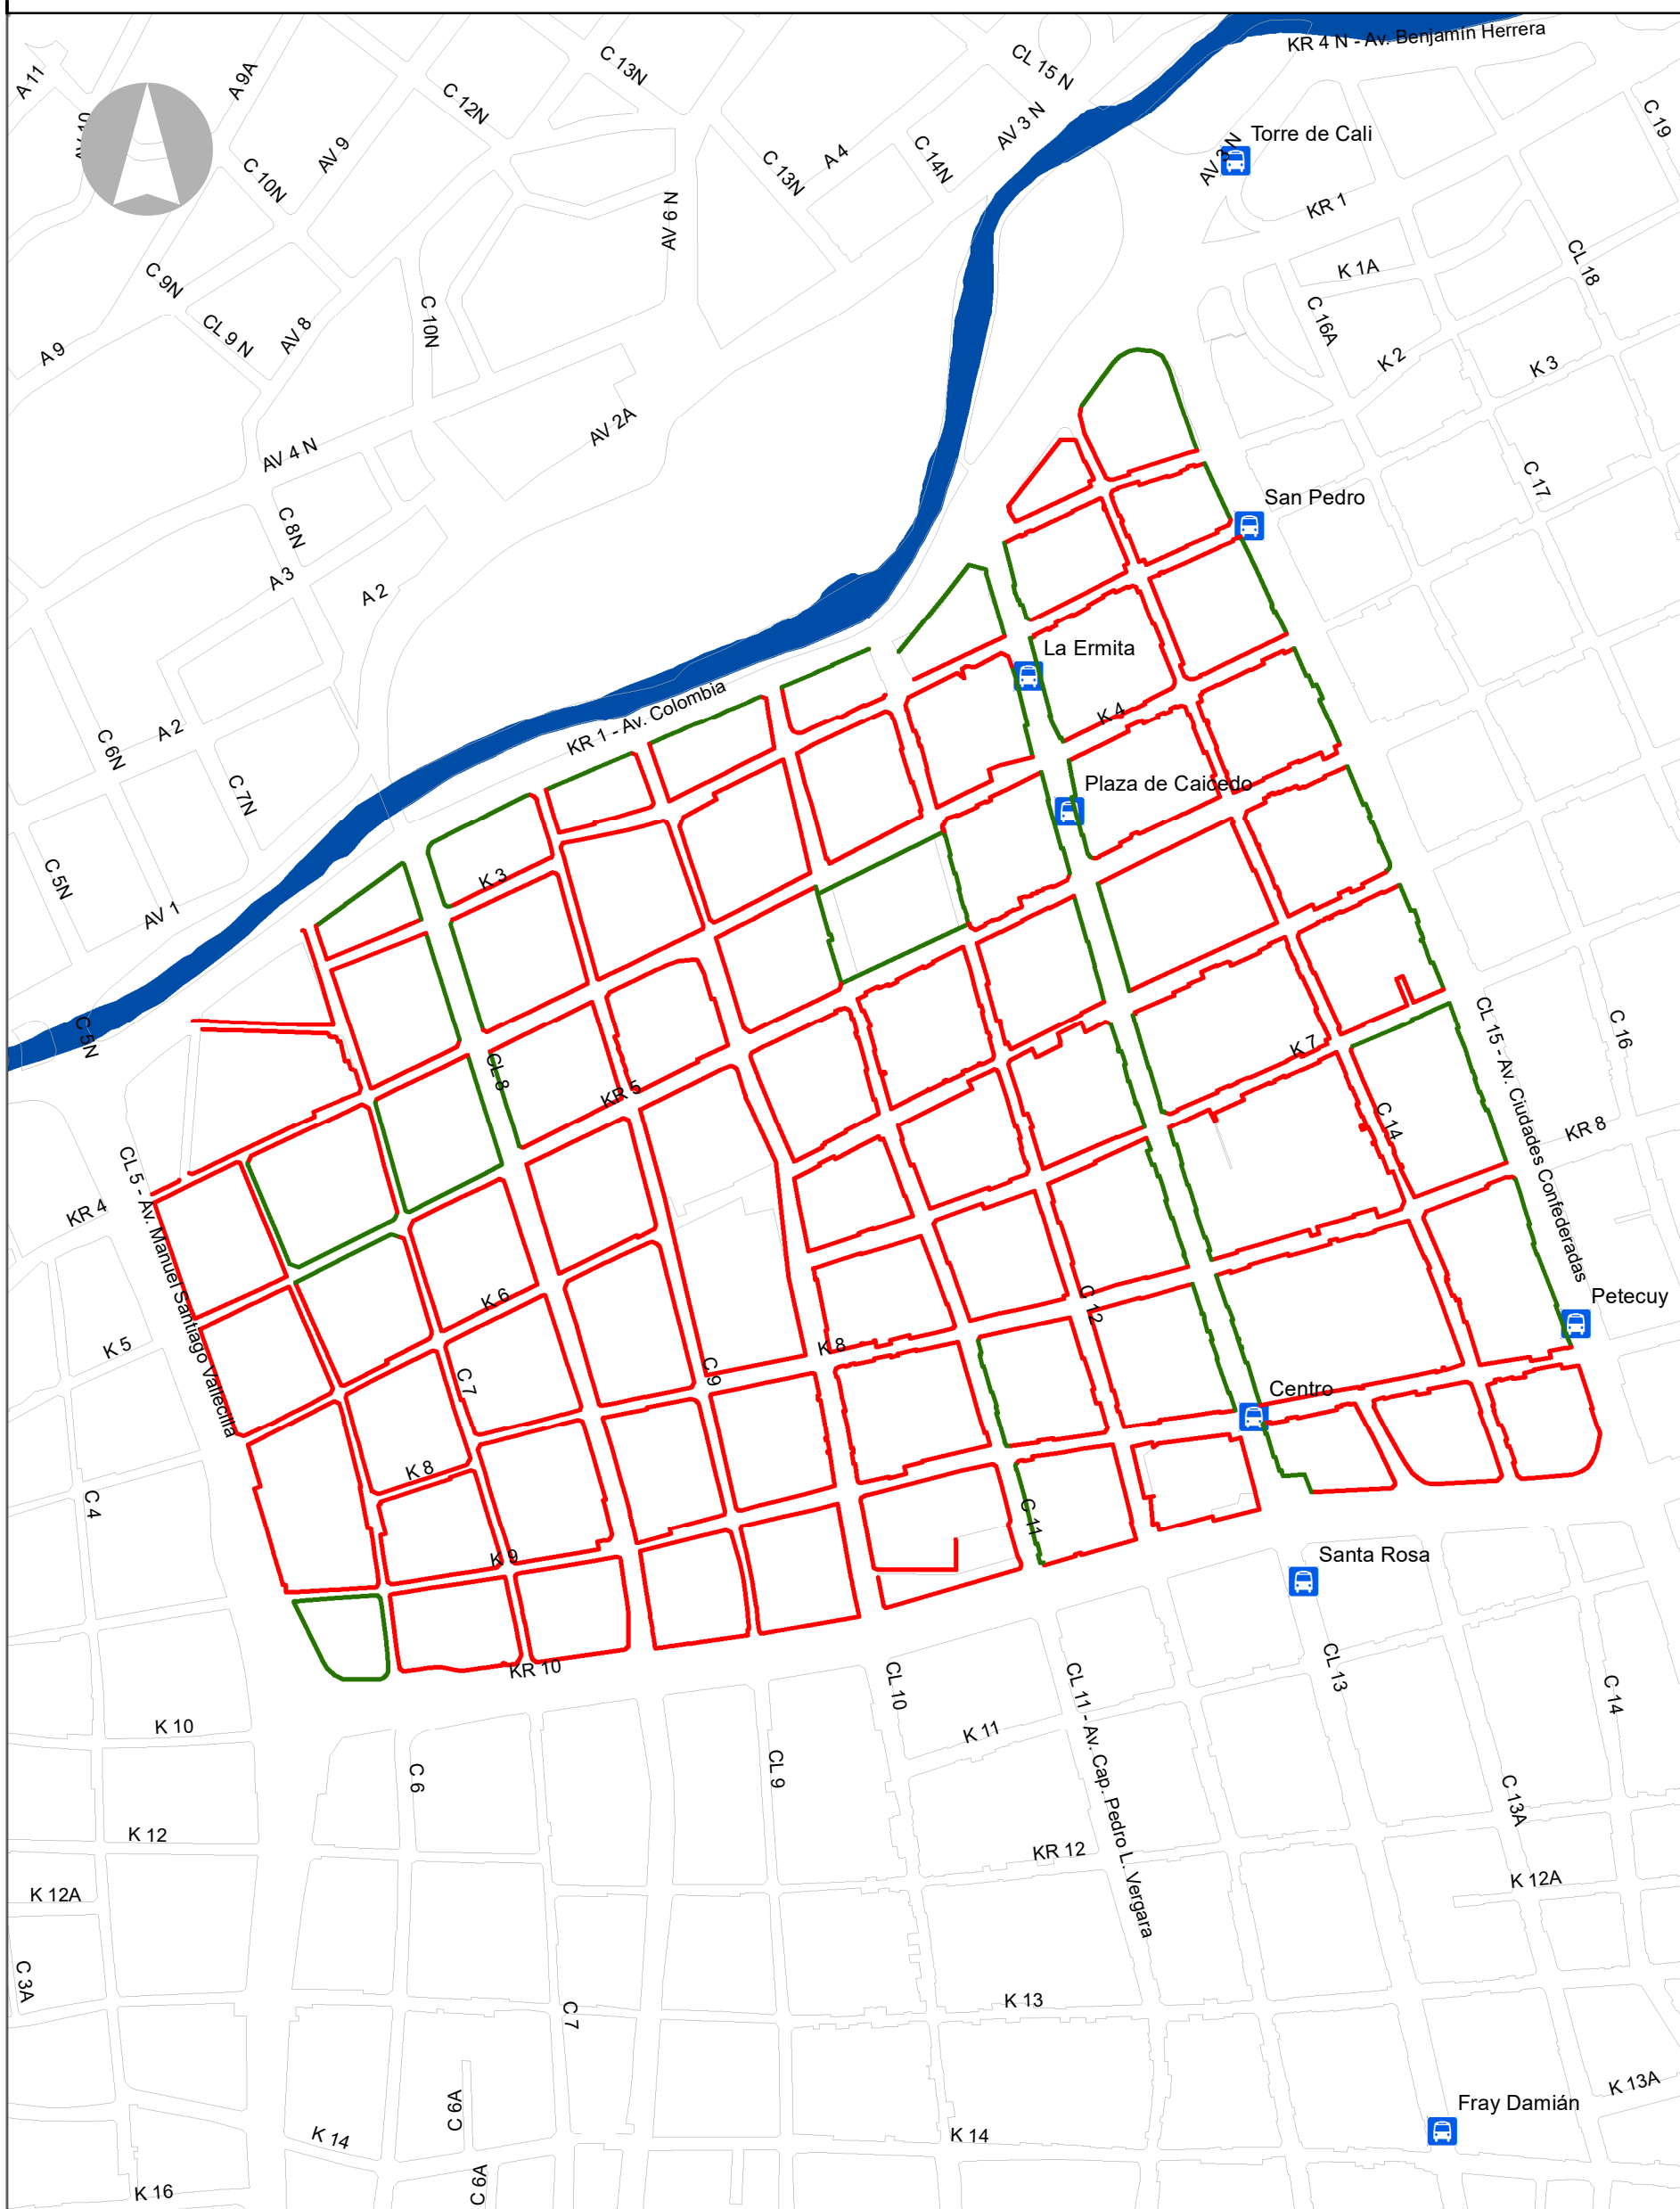 KR 4 N - Av. Benjamín Herrera
CL 15 N
C 13N
A 11
A 9A
C 12N
C 19
AV 10
AV 3 N
Torre de Cali
AV 9
A 4
C 14N
C 13N
AV 3 N
C 10N
KR 1
AV 6 N
CL 18
K 1A
C 9N
C 10N
C 16A
CL 9 N
AV 8
A 9
K 2
K 3
AV 2A
AV 4 N
C 17
San Pedro
C 8N
A 3
A 2
La Ermita
KR 1 - Av. Colombia
K 4
A 2
C 6N
Plaza de Caicedo
C 7N
K 3
C 5N
AV 1
C 5N
CL 15 - Av. Ciudades Confederadas
C 16
K 7
CL 8
KR 5
C 14
KR 8
CL 5 - Av. Manuel Santiago Vallecilla
KR 4
K 6
C 12
Petecuy
K 5
K 8
C 9
C 7
Centro
K 8
C 4
C 11
K 9
Santa Rosa
KR 10
CL 10
CL 11 - Av. Cap. Pedro L. Vergara
CL 13
C 14
K 10
K 11
C 6
CL 9
C 13A
K 12
KR 12
K 12A
K 12A
C 3A
K 13
C 7
K 13A
C 6A
Fray Damián
K 14
K 14
C 6A
K 16